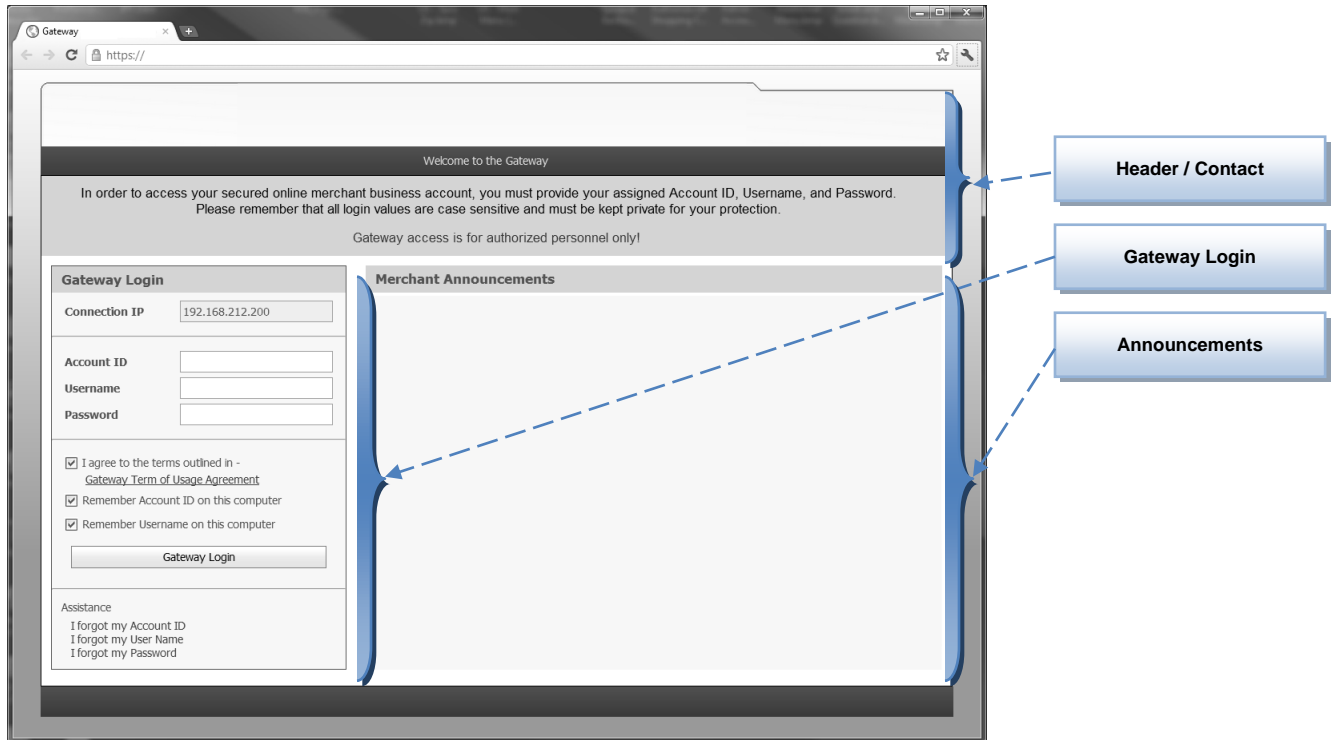 Gateway
https://
Welcome to the Gateway
In order to access your secured online merchant business account, you must provide your assigned Account ID, Username, and Password.
Please remember that all login values are case sensitive and must be kept private for your protection.
Gateway access is for authorized personnel only!
Gateway Login
Connection IP 192.168.212.200
Account ID
Username
Password
I agree to the terms outlined in -
Gateway Term of Usage Agreement
Remember Account ID on this computer
Remember Username on this computer
Gateway Login
Assistance
I forgot my Account ID
I forgot my User Name
I forgot my Password
Merchant Announcements
Header / Contact
Gateway Login
Announcements